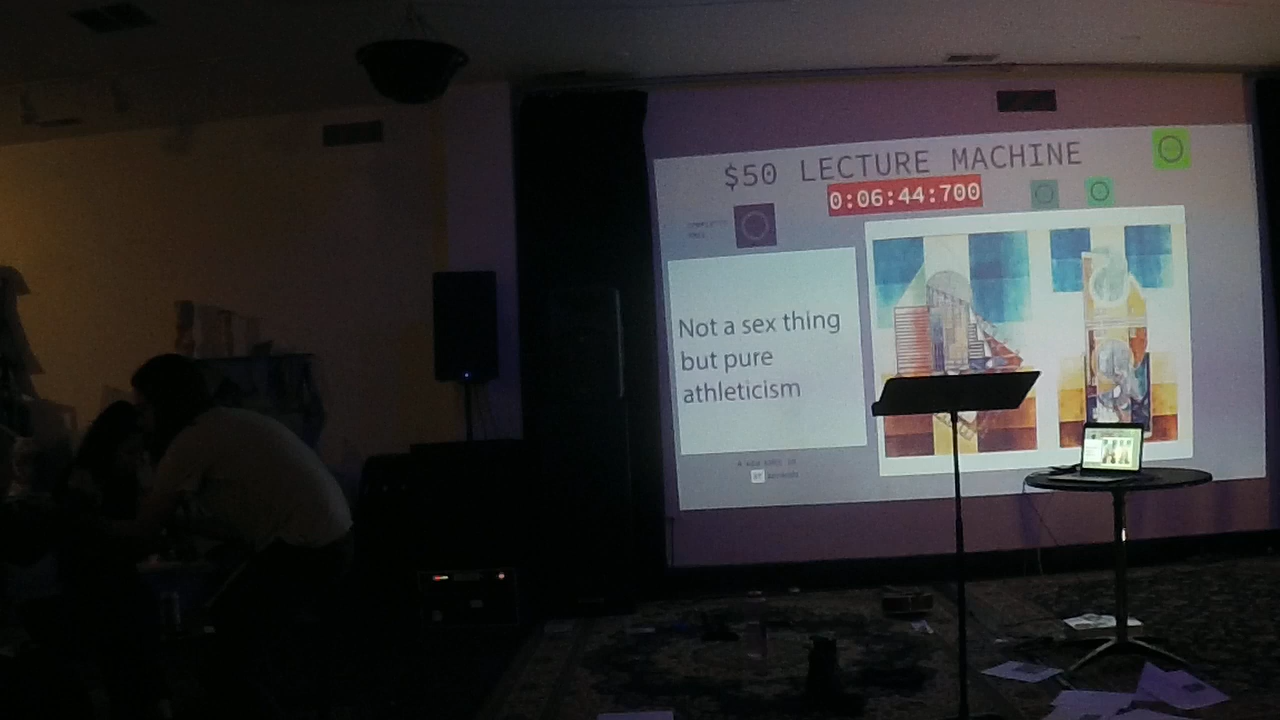 $50 LECTURE MACHINE
0:06:44:700
Not a sex thing
but pure
athleticism